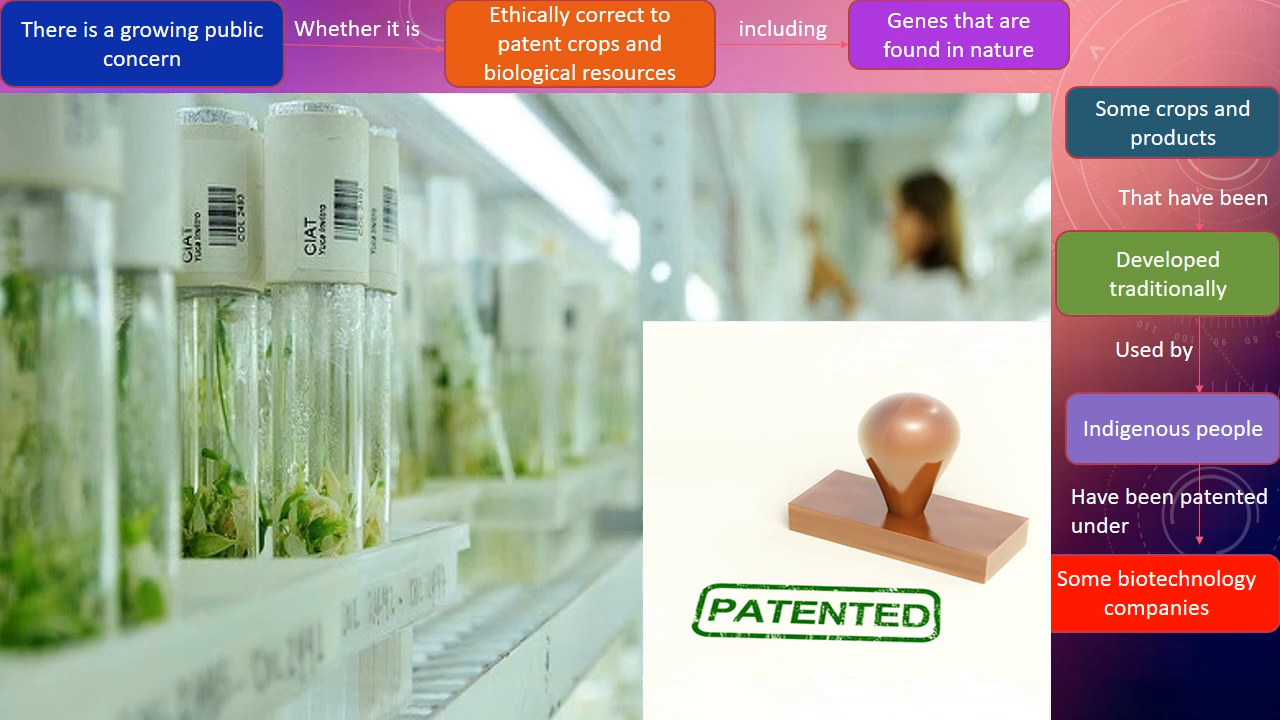 There is a growing public
concern
Whether it is
Ethically correct to
patent crops and
biological resources
including
Genes that are
found in nature
Some crops and
products
That have been
Developed
traditionally
Used by
Indigenous people
Have been patented
under
Some biotechnology
companies
CIAT
CIAT
COL 2493
PATENTED